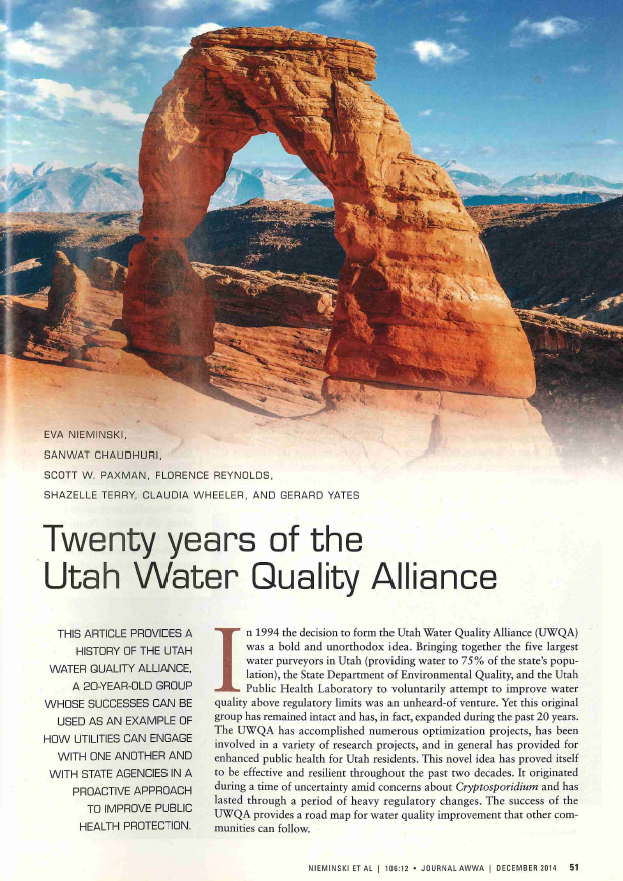 EVA NIEMINSKI,
SANWAT CHAUDHURI,
SCOTT W. PAXMAN, FLORENCE REYNOLDS,
SHAZELLE TERRY, CLAUDIA WHEELER, AND GERARD YATES
Twenty years of the
Utah Water Quality Alliance
THIS ARTICLE PROVIDES A
HISTORY OF THE UTAH
WATER QUALITY ALLIANCE,
A 20-YEAR-OLD GROUP
WHOSE SUCCESSES CAN BE
USED AS AN EXAMPLE OF
HOW UTILITIES CAN ENGAGE
WITH ONE ANOTHER AND
WITH STATE AGENCIES IN A
PROACTIVE APPROACH
TO IMPROVE PUBLIC
HEALTH PROTECTION.
In 1994 the decision to form the Utah Water Quality Alliance (UWQA)
was a bold and unorthodox idea. Bringing together the five largest
water purveyors in Utah (providing water to 75% of the state's popu-
lation), the State Department of Environmental Quality, and the Utah
Public Health Laboratory to voluntarily attempt to improve water
quality above regulatory limits was an unheard-of venture. Yet this original
group has remained intact and has, in fact, expanded during the past 20 years.
The UWQA has accomplished numerous optimization projects, has been
involved in a variety of research projects, and in general has provided for
enhanced public health for Utah residents. This novel idea has proved itself
to be effective and resilient throughout the past two decades. It originated
during a time of uncertainty amid concerns about Cryptosporidium and has
lasted through a period of heavy regulatory changes. The success of the
UWQA provides a road map for water quality improvement that other com-
munities can follow.
NIEMINSKI ET AL | 106:12 • JOURNAL AWWA | DECEMBER 2014 51